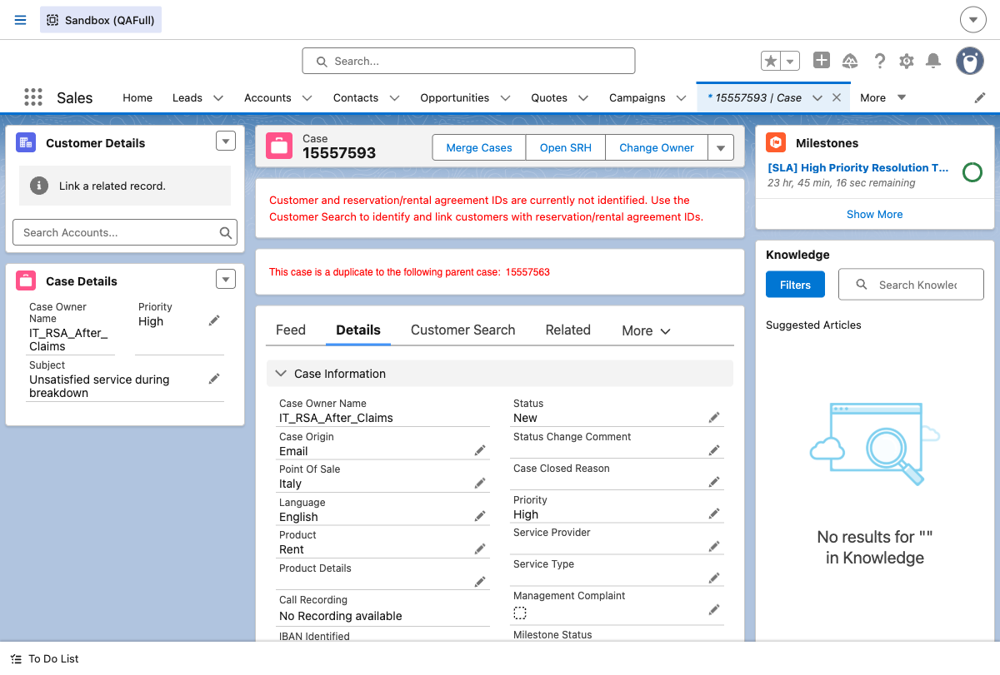 Sandbox (QAFull)
Search...
Sales
Home
Leads
Accounts
Contacts
Opportunities
Quotes
Campaigns
* 15557593 | Case
More
Customer Details
Link a related record.
Search Accounts...
Case Details
Case Owner
Name
IT_RSA_After_
Claims
Priority
High
Subject
Unsatisfied service during
breakdown
Case
15557593
Merge Cases
Open SRH
Change Owner
Customer and reservation/rental agreement IDs are currently not identified. Use the
Customer Search to identify and link customers with reservation/rental agreement IDs.
This case is a duplicate to the following parent case: 15557563
Feed
Details
Customer Search
Related
More
Case Information
Case Owner Name
IT_RSA_After_Claims
Case Origin
Email
Point Of Sale
Italy
Language
English
Product
Rent
Product Details
Call Recording
No Recording available
IBAN Identified
Status
New
Status Change Comment
Case Closed Reason
Priority
High
Service Provider
Service Type
Management Complaint
Milestone Status
Milestones
[SLA] High Priority Resolution T...
23 hr, 45 min, 16 sec remaining
Show More
Knowledge
Filters
Search Knowlec
Suggested Articles
No results for ""
in Knowledge
To Do List